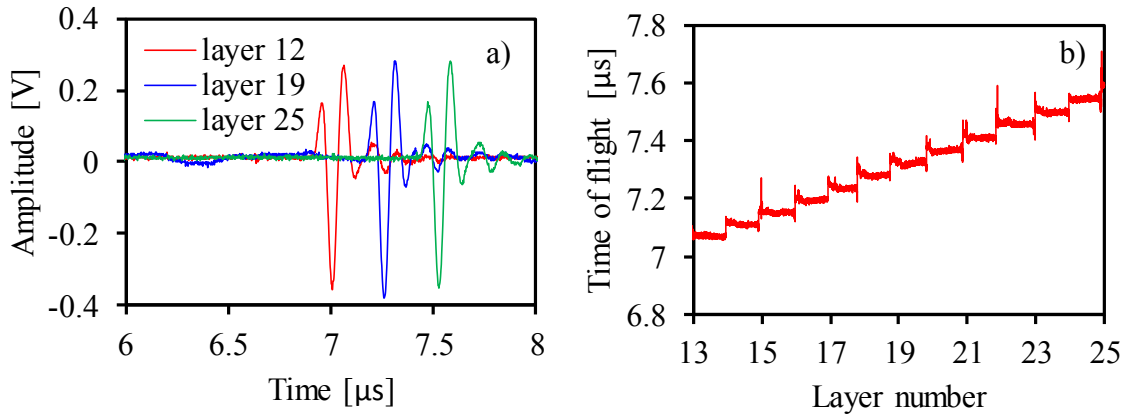 a)
layer 12
layer 19
layer 25
Amplitude [V]
0.4
0.2
0
-0.2
-0.4
6
6.5
7
7.5
8
Time [µs]
b)
Time of flight [µs]
7.8
7.6
7.4
7.2
7
6.8
13
15
17
19
21
23
25
Layer number